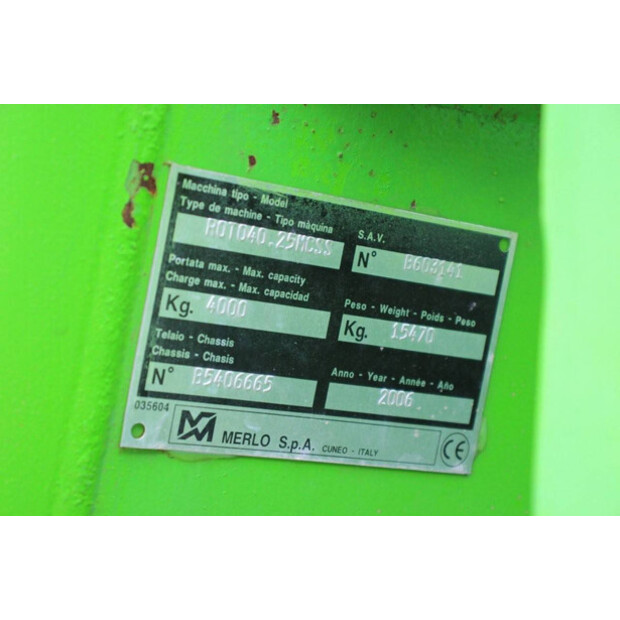 Macchina tipo - Model
Type de machine - Tipo máquina
ROTO40.25MCSS
S.A.V.
N° B603141
Portata max. - Max. capacity
Charge max. - Max. capacidad
Kg. 4000
Peso - Weight - Poids - Peso
Kg. 15470
Telaio - Chassis
Chassis - Chasis
N° B5406665
Anno - Year - Année - Año
2006
035604
MERLO S.p.A. CUNEO - ITALY
CE